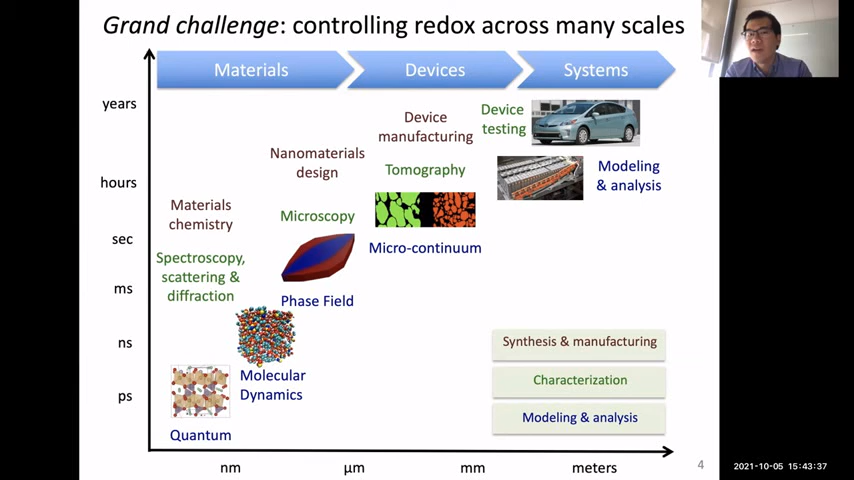 Grand challenge: controlling redox across many scales
Materials
Devices
Systems
years
hours
sec
ms
ns
ps
Materials
chemistry
Spectroscopy,
scattering &
diffraction
Nanomaterials
design
Microscopy
Phase Field
Molecular
Dynamics
Quantum
Device
manufacturing
Tomography
Micro-continuum
Device
testing
Modeling
& analysis
Synthesis & manufacturing
Characterization
Modeling & analysis
nm
µm
mm
meters
4
2021-10-05 15:43:37